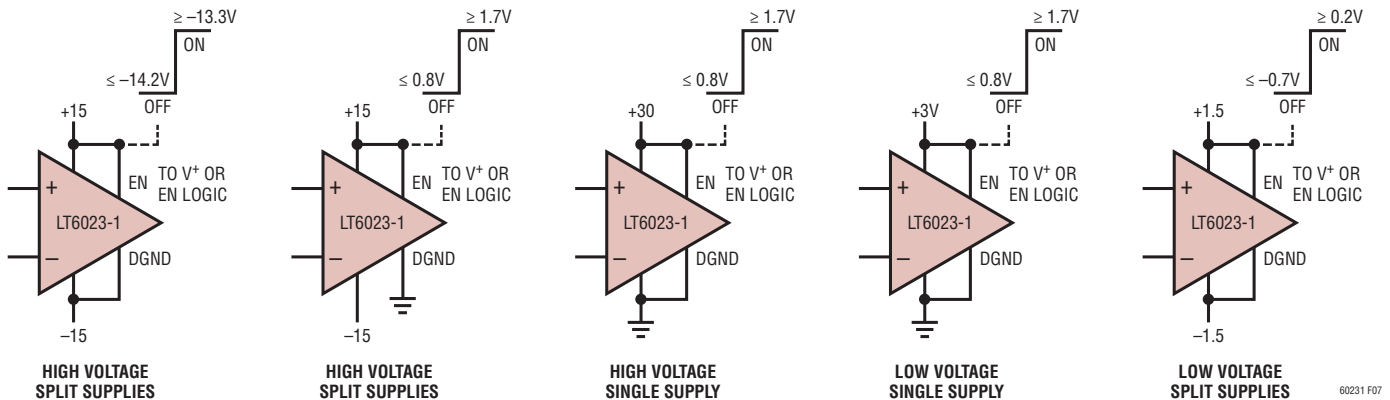 ≥ –13.3V
ON
≤ –14.2V
OFF
+15
+
–
LT6023-1
EN
TO V⁺ OR
EN LOGIC
DGND
–15
HIGH VOLTAGE
SPLIT SUPPLIES
≥ 1.7V
ON
≤ 0.8V
OFF
+15
+
–
LT6023-1
EN
TO V⁺ OR
EN LOGIC
DGND
–15
HIGH VOLTAGE
SPLIT SUPPLIES
≥ 1.7V
ON
≤ 0.8V
OFF
+30
+
–
LT6023-1
EN
TO V⁺ OR
EN LOGIC
DGND
HIGH VOLTAGE
SINGLE SUPPLY
≥ 1.7V
ON
≤ 0.8V
OFF
+3V
+
–
LT6023-1
EN
TO V⁺ OR
EN LOGIC
DGND
LOW VOLTAGE
SINGLE SUPPLY
≥ 0.2V
ON
≤ –0.7V
OFF
+1.5
+
–
LT6023-1
EN
TO V⁺ OR
EN LOGIC
DGND
–1.5
LOW VOLTAGE
SPLIT SUPPLIES
60231 F07